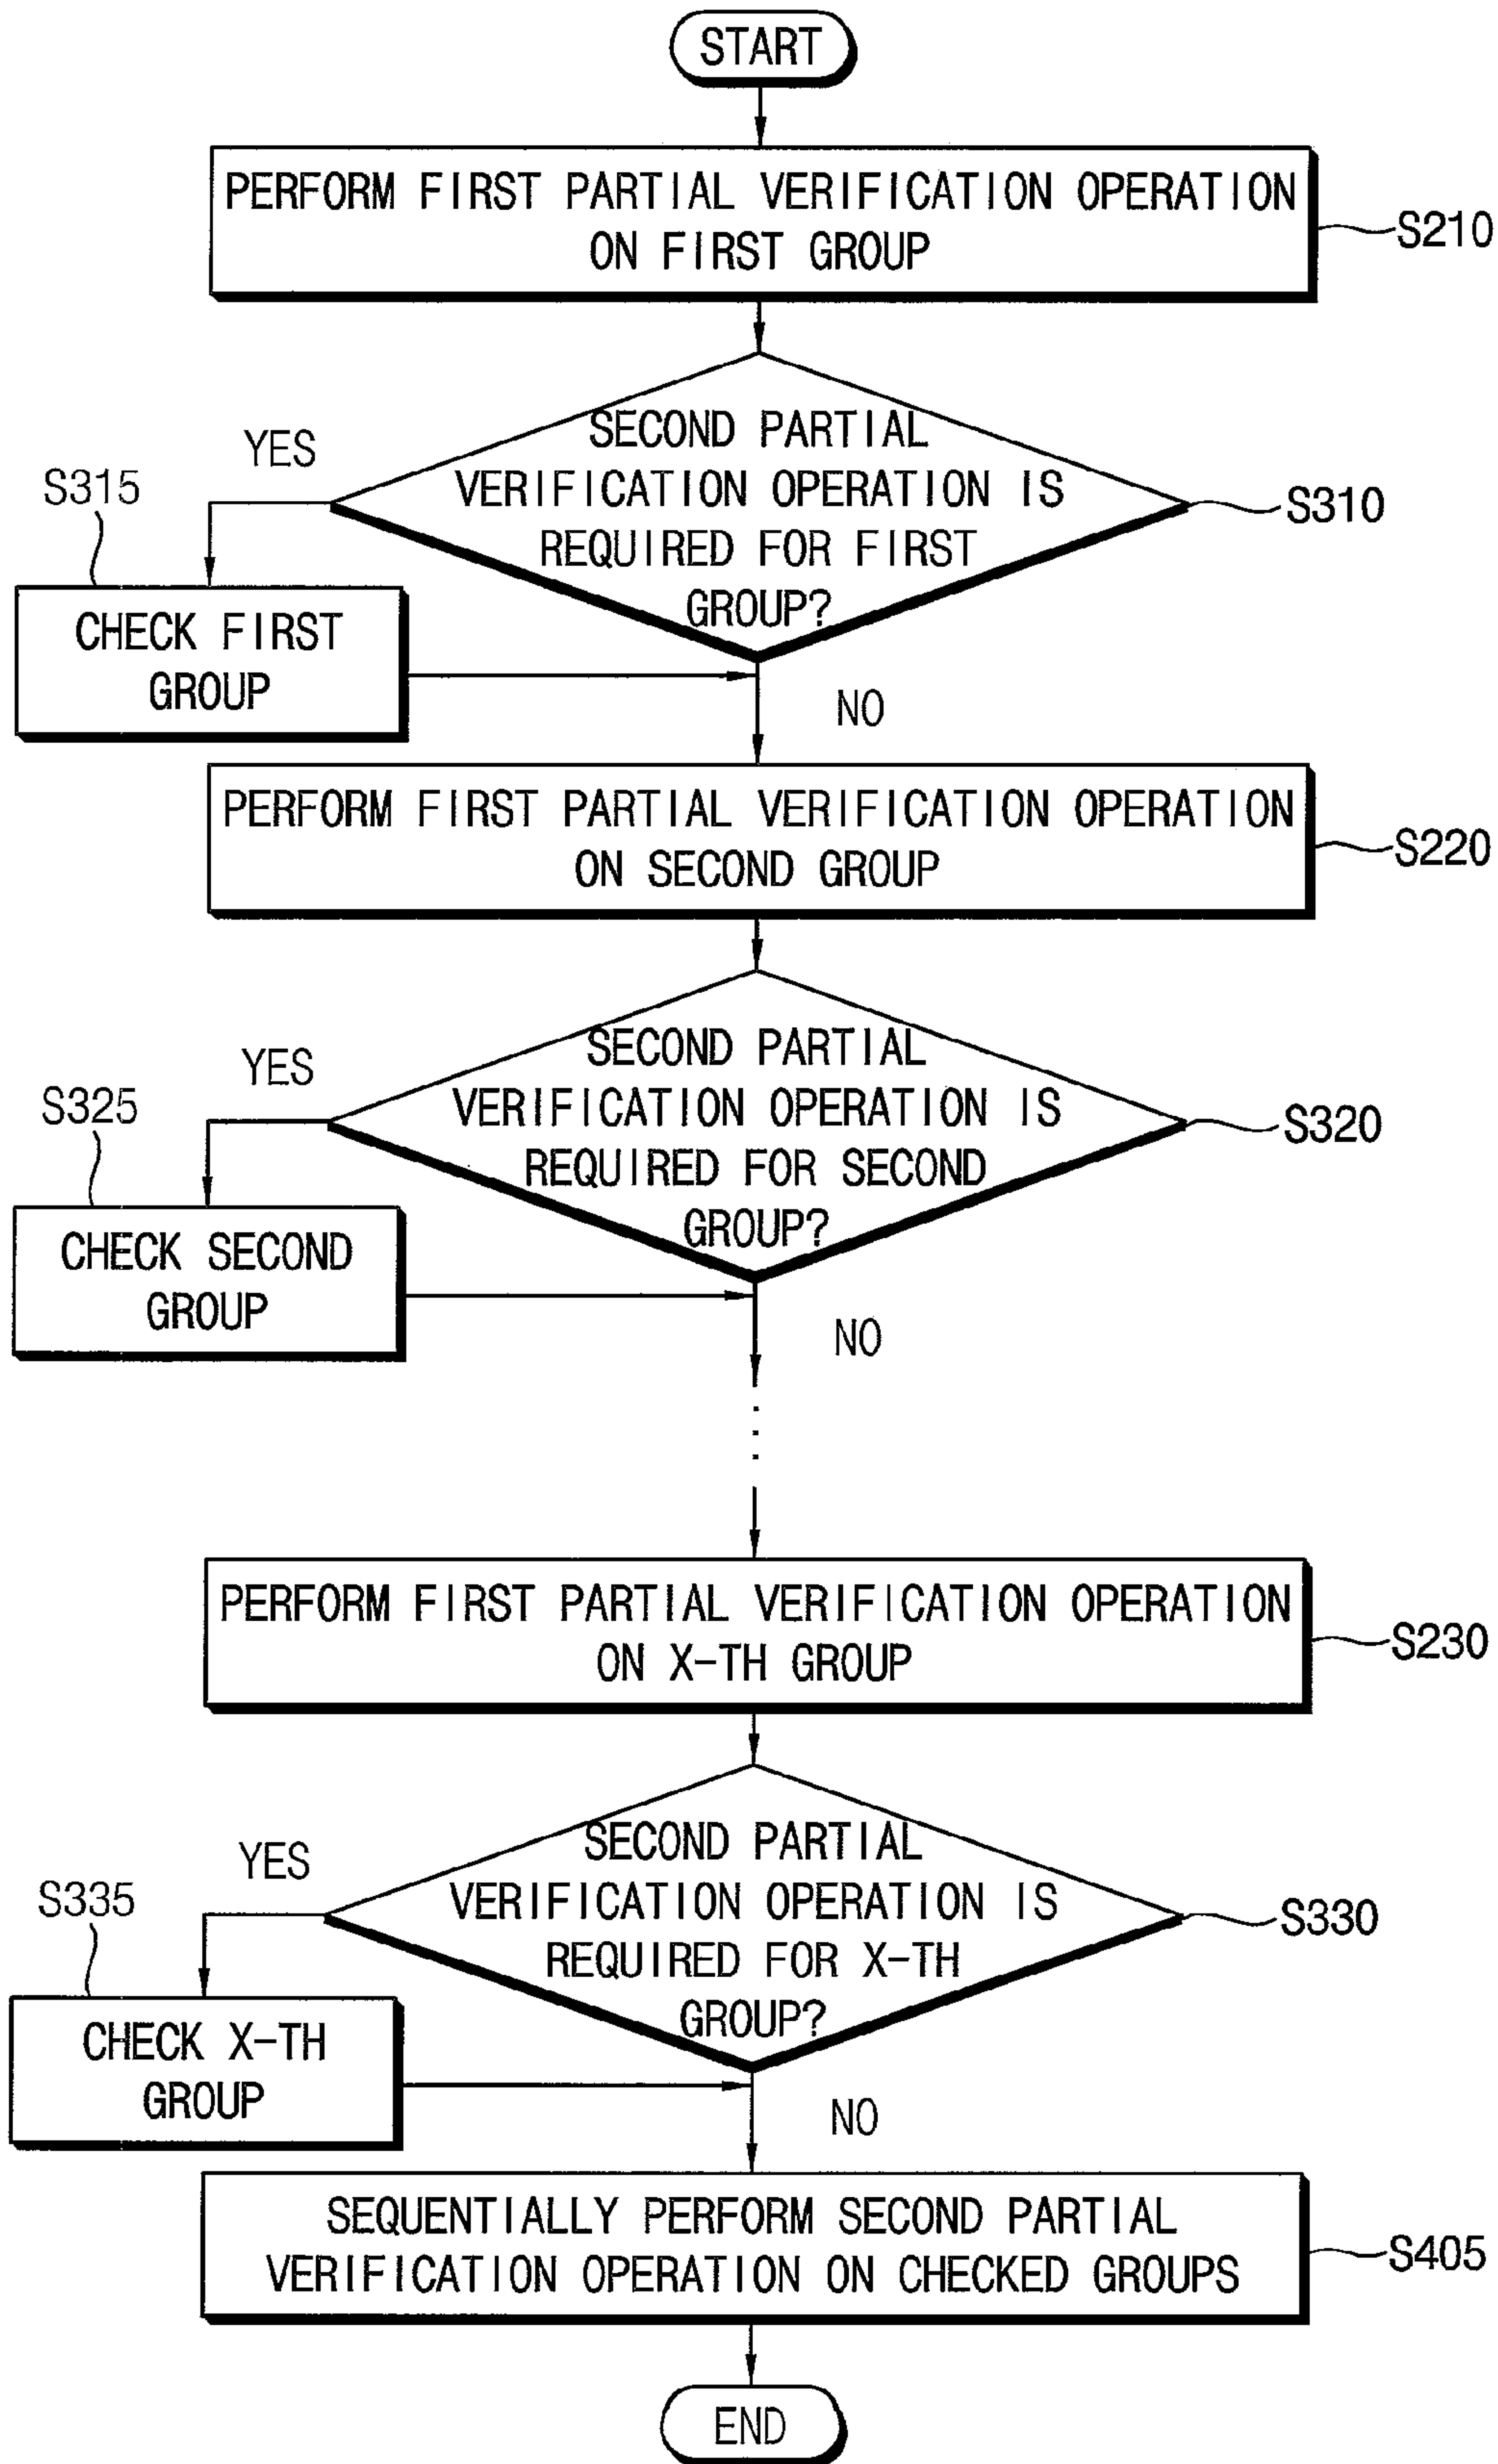 START
PERFORM FIRST PARTIAL VERIFICATION OPERATION
ON FIRST GROUP
S210
SECOND PARTIAL
VERIFICATION OPERATION IS
REQUIRED FOR FIRST
GROUP?
S310
YES
S315
CHECK FIRST
GROUP
NO
PERFORM FIRST PARTIAL VERIFICATION OPERATION
ON SECOND GROUP
S220
SECOND PARTIAL
VERIFICATION OPERATION IS
REQUIRED FOR SECOND
GROUP?
S320
YES
S325
CHECK SECOND
GROUP
NO
PERFORM FIRST PARTIAL VERIFICATION OPERATION
ON X-TH GROUP
S230
SECOND PARTIAL
VERIFICATION OPERATION IS
REQUIRED FOR X-TH
GROUP?
S330
YES
S335
CHECK X-TH
GROUP
NO
SEQUENTIALLY PERFORM SECOND PARTIAL
VERIFICATION OPERATION ON CHECKED GROUPS
S405
END